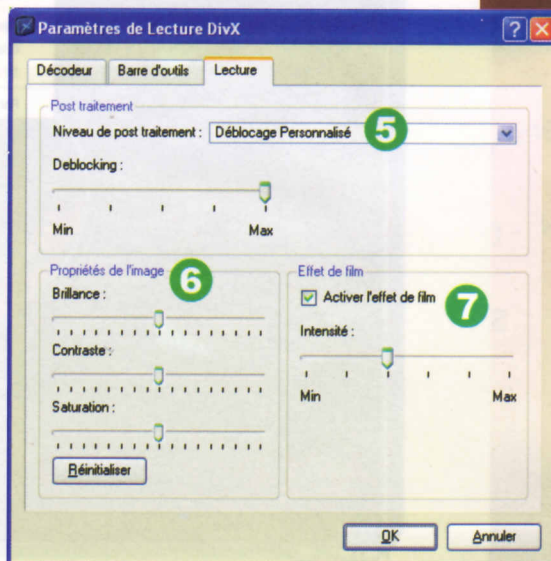 Paramètres de Lecture DivX
Décodeur Barre d'outils Lecture
Post traitement
Niveau de post traitement : Déblocage Personnalisé 5
Deblocking :
Min Max
Propriétés de l'image 6
Brillance :
Contraste :
Saturation :
Réinitialiser
Effet de film
Activer l'effet de film 7
Intensité :
Min Max
OK Annuler